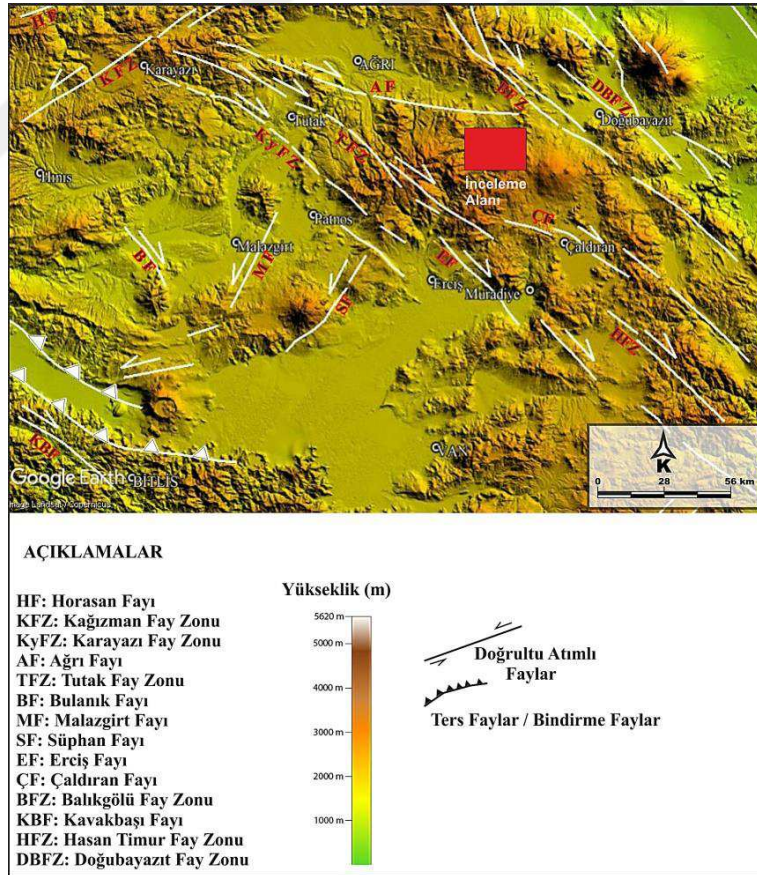 HF
KFZ
Karayazı
AĞRI
AF
BFZ
DBFZ
Doğubayazıt
Tutak
KyFZ
TFZ
Hınıs
İnceleme
Alanı
Patnos
ÇF
Çaldıran
BF
Malazgirt
MF
EF
Erciş
Muradiye
SF
HFZ
KBF
VAN
Google Earth
BİTLİS
Image Landsat / Copernicus
K
0 28 56 km
AÇIKLAMALAR
HF: Horasan Fayı
KFZ: Kağızman Fay Zonu
KyFZ: Karayazı Fay Zonu
AF: Ağrı Fayı
TFZ: Tutak Fay Zonu
BF: Bulanık Fayı
MF: Malazgirt Fayı
SF: Süphan Fayı
EF: Erciş Fayı
ÇF: Çaldıran Fayı
BFZ: Balıkgölü Fay Zonu
KBF: Kavakbaşı Fayı
HFZ: Hasan Timur Fay Zonu
DBFZ: Doğubayazıt Fay Zonu
Yükseklik (m)
5620 m
5000 m
4000 m
3000 m
2000 m
1000 m
Doğrultu Atımlı
Faylar
Ters Faylar / Bindirme Faylar